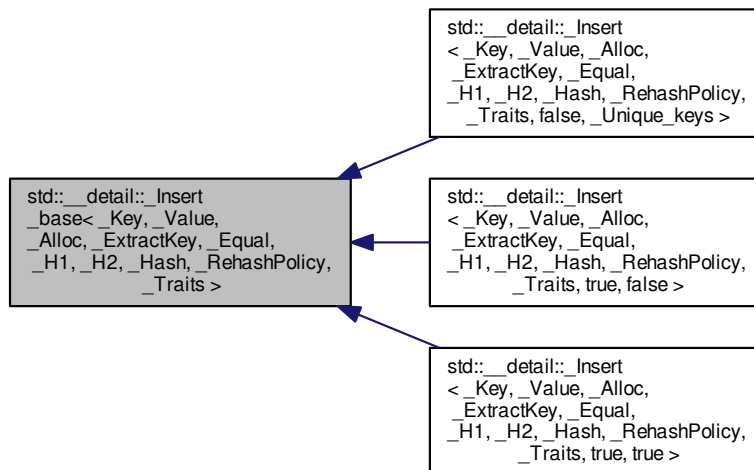 std::__detail::_Insert
< _Key, _Value, _Alloc,
_ExtractKey, _Equal,
_H1, _H2, _Hash, _RehashPolicy,
_Traits, false, _Unique_keys >
std::__detail::_Insert
_base< _Key, _Value,
_Alloc, _ExtractKey, _Equal,
_H1, _H2, _Hash, _RehashPolicy,
_Traits >
std::__detail::_Insert
< _Key, _Value, _Alloc,
_ExtractKey, _Equal,
_H1, _H2, _Hash, _RehashPolicy,
_Traits, true, false >
std::__detail::_Insert
< _Key, _Value, _Alloc,
_ExtractKey, _Equal,
_H1, _H2, _Hash, _RehashPolicy,
_Traits, true, true >